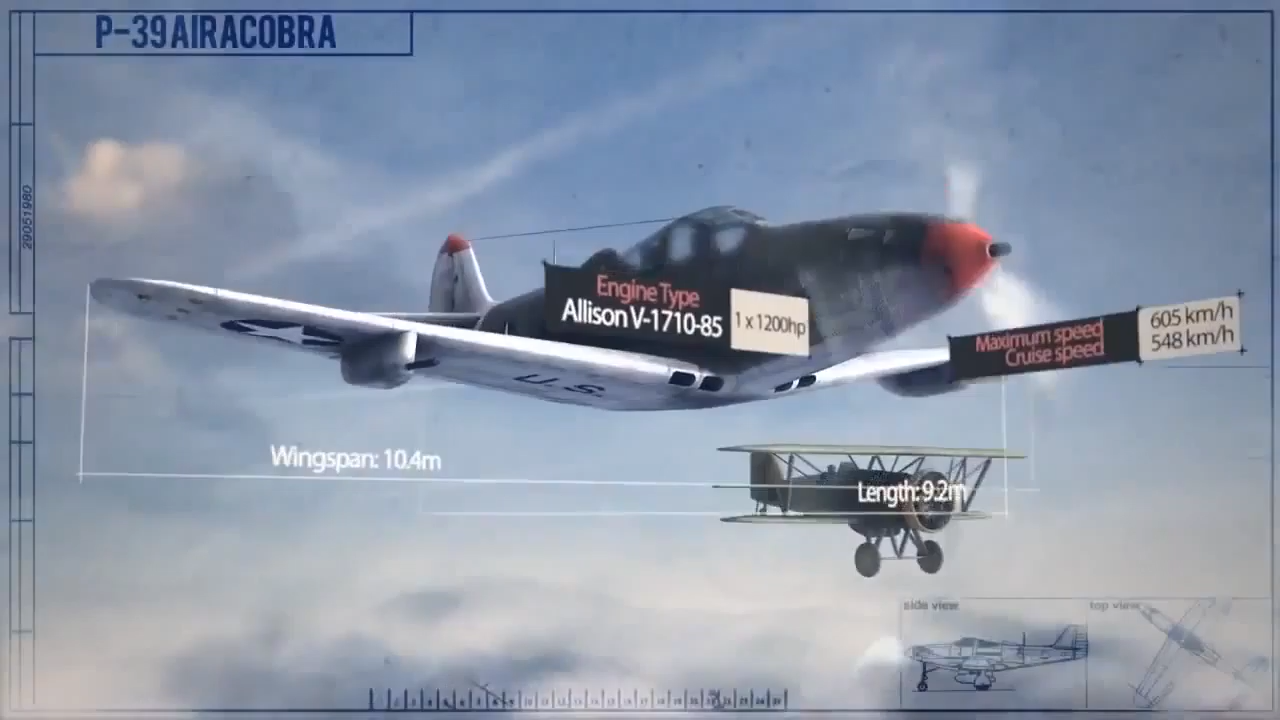 P-39 AIRACOBRA
29051980
Engine Type
Allison V-1710-85
1 x 1200hp
Maximum speed
Cruise speed
605 km/h
548 km/h
U.S.
Wingspan: 10.4m
Length: 9.2m
side view
top view